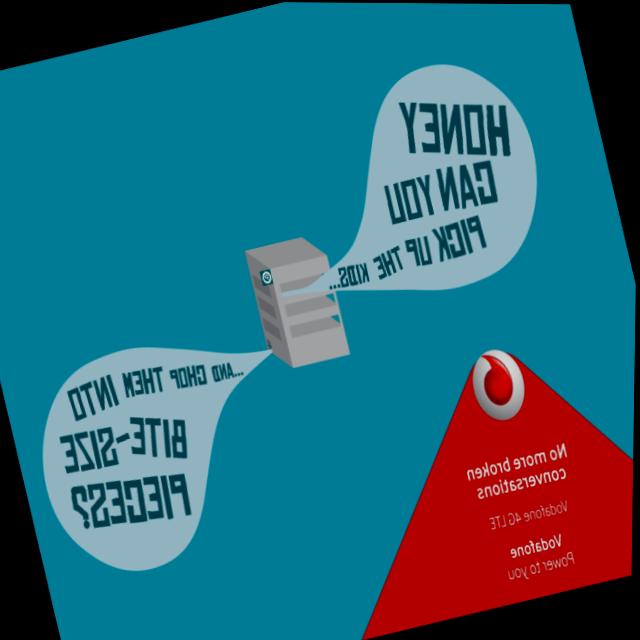 HONEY
CAN YOU
PICK UP THE KIDS...
...AND CHOP THEM INTO
BITE-SIZE
PIECES?
No more broken
conversations
Vodafone 4G LTE
Vodafone
Power to you